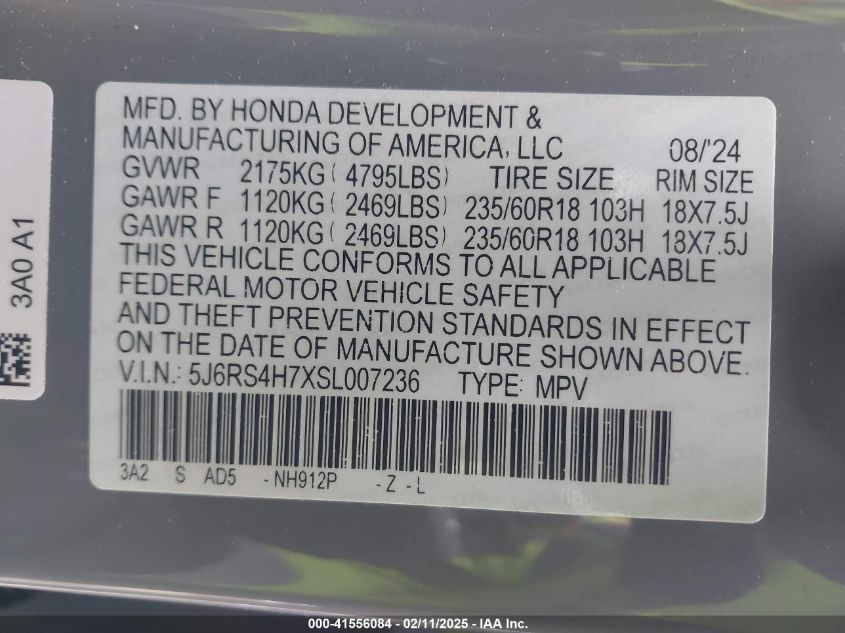 MFD. BY HONDA DEVELOPMENT &
MANUFACTURING OF AMERICA, LLC 08/'24
GVWR 2175KG ( 4795LBS) TIRE SIZE RIM SIZE
GAWR F 1120KG ( 2469LBS) 235/60R18 103H 18X7.5J
GAWR R 1120KG ( 2469LBS) 235/60R18 103H 18X7.5J
THIS VEHICLE CONFORMS TO ALL APPLICABLE
FEDERAL MOTOR VEHICLE SAFETY
AND THEFT PREVENTION STANDARDS IN EFFECT
ON THE DATE OF MANUFACTURE SHOWN ABOVE.
V.I.N.: 5J6RS4H7XSL007236 TYPE: MPV
3A2 S AD5 -NH912P -Z -L
3A0 A1
000-41556084 - 02/11/2025 - IAA Inc.